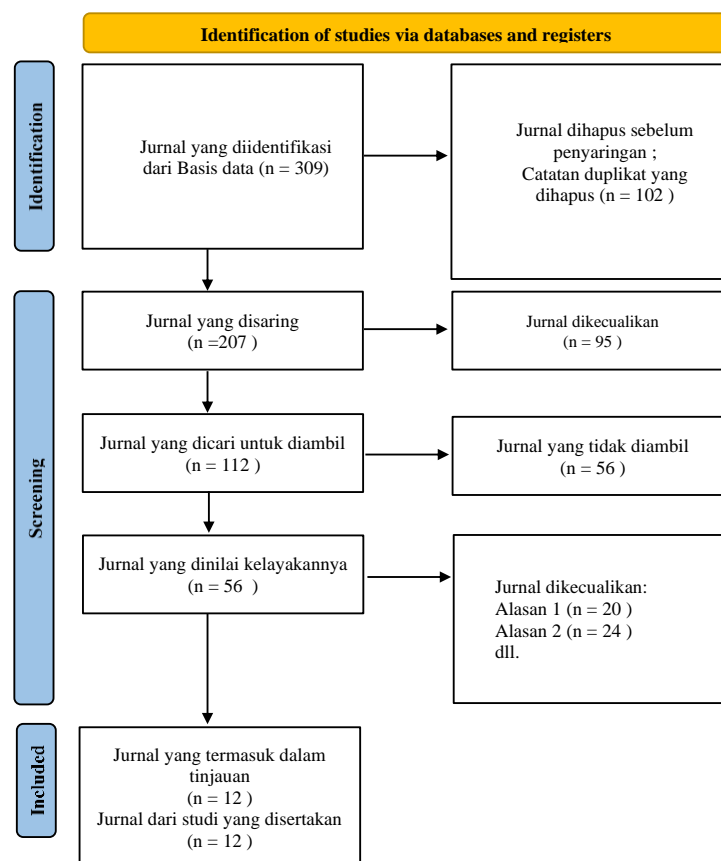 Identification of studies via databases and registers
Identification
Jurnal yang diidentifikasi
dari Basis data (n = 309)
Jurnal dihapus sebelum
penyaringan ;
Catatan duplikat yang
dihapus (n = 102 )
Screening
Jurnal yang disaring
(n =207 )
Jurnal dikecualikan
(n = 95 )
Jurnal yang dicari untuk diambil
(n = 112 )
Jurnal yang tidak diambil
(n = 56 )
Jurnal yang dinilai kelayakannya
(n = 56 )
Jurnal dikecualikan:
Alasan 1 (n = 20 )
Alasan 2 (n = 24 )
dll.
Included
Jurnal yang termasuk dalam
tinjauan
(n = 12 )
Jurnal dari studi yang disertakan
(n = 12 )